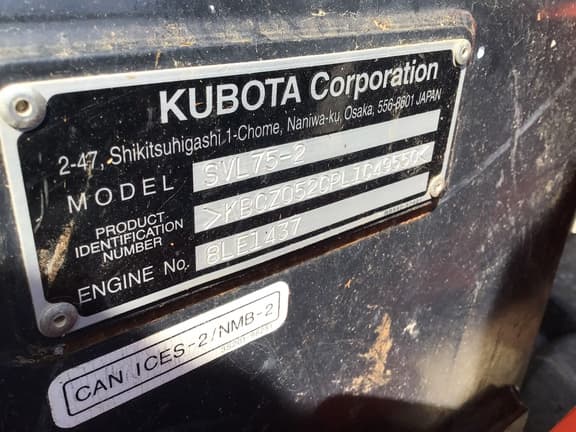 KUBOTA Corporation
2-47, Shikitsuhigashi 1-Chome, Naniwa-ku, Osaka, 556-8601 JAPAN
MODEL SVL75-2
PRODUCT
IDENTIFICATION
NUMBER
ENGINE No. 8LE1437
CAN ICES-2/NMB-2